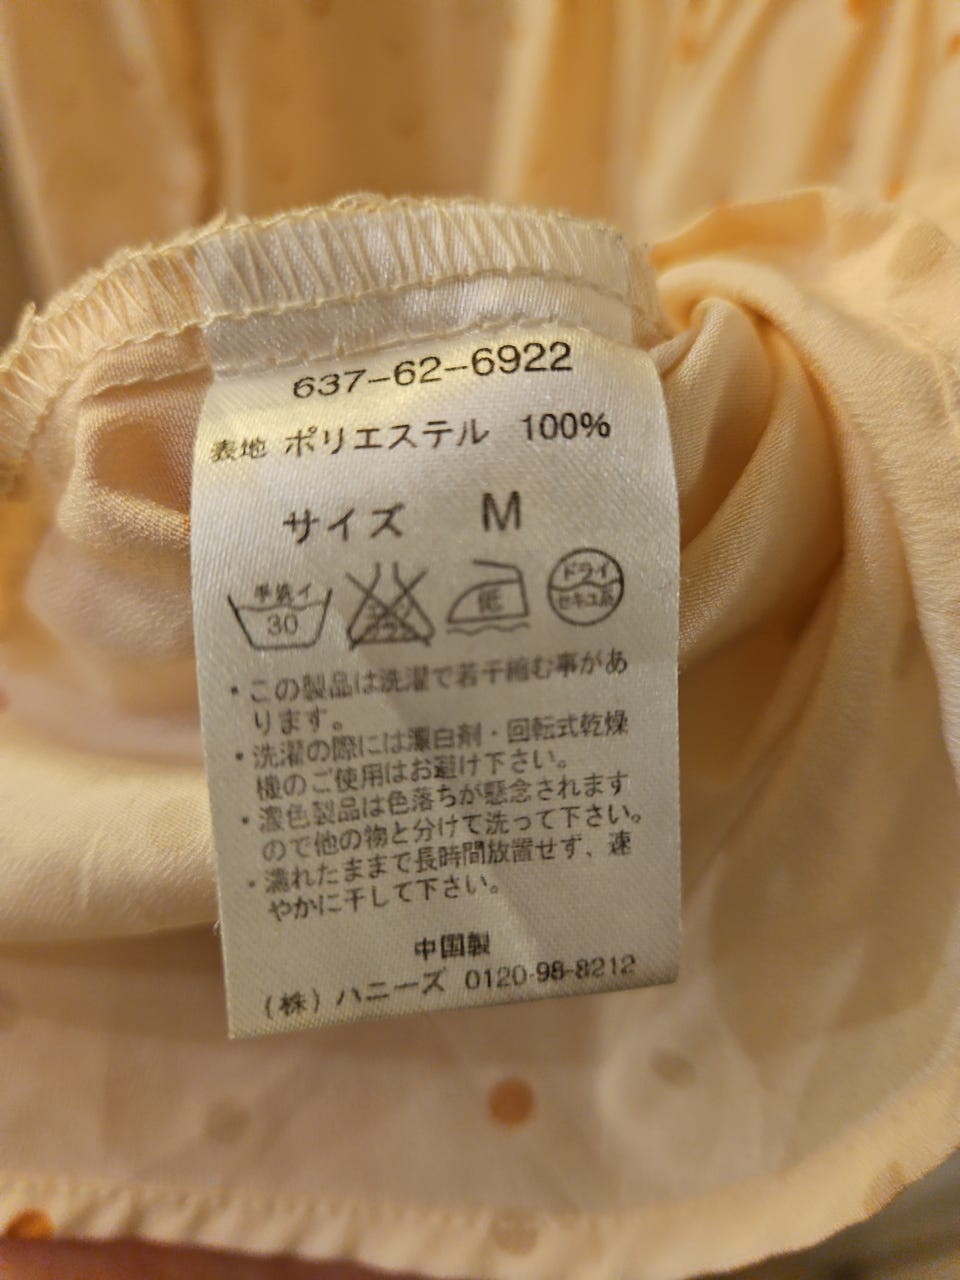 637-62-6922
表地 ポリエステル 100%
サイズ M
手洗イ
30
エンソ
サラシ
低
ドライ
セキユ系
・この製品は洗濯で若干縮む事があ
ります。
・洗濯の際には漂白剤・回転式乾燥
機のご使用はお避け下さい。
・濃色製品は色落ちが懸念されます
ので他の物と分けて洗って下さい。
・濡れたままで長時間放置せず、速
やかに干して下さい。
中国製
(株)ハニーズ 0120-98-8212